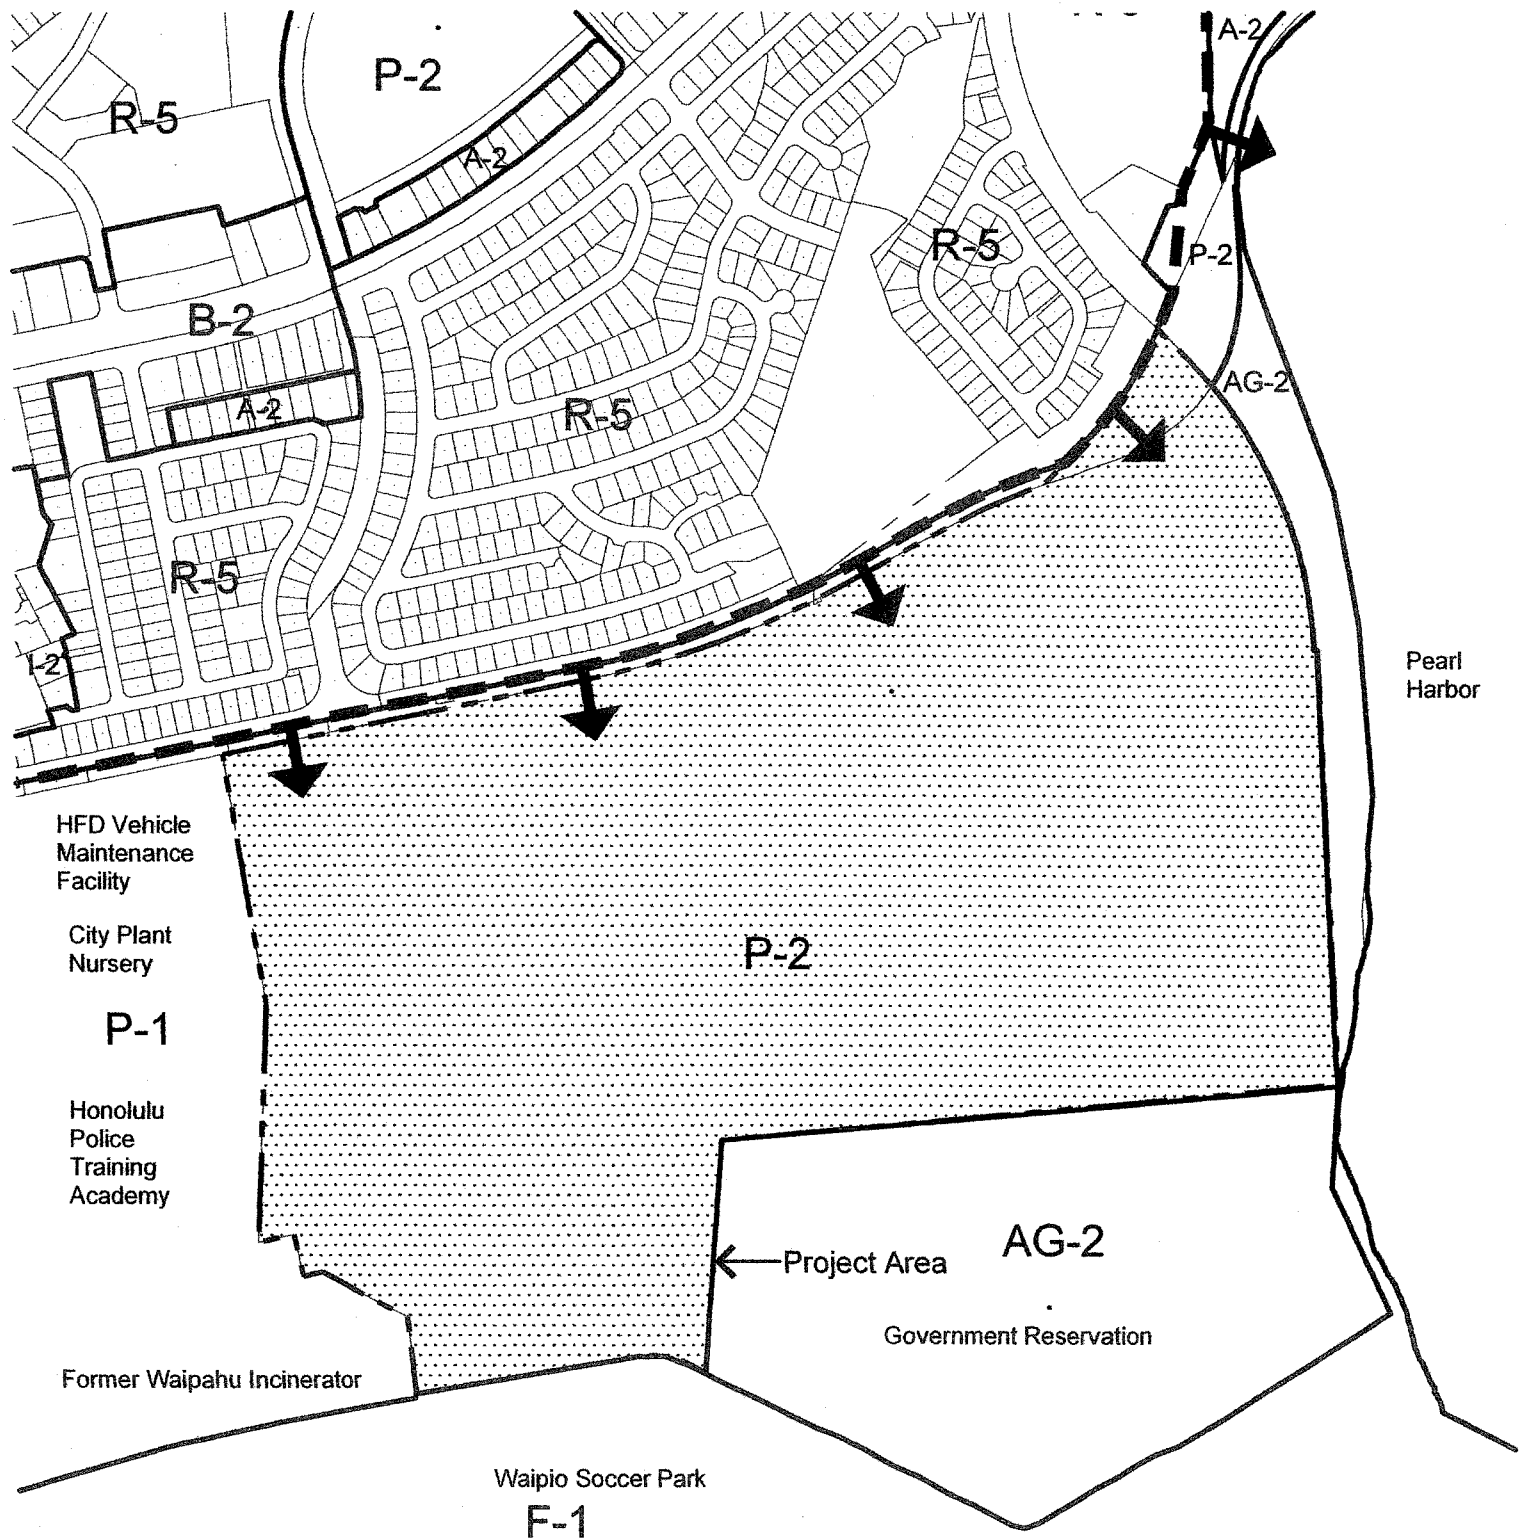 A-2
P-2
R-5
A-2
R-5
P-2
B-2
AG-2
A-2
R-5
R-5
I-2
Pearl
Harbor
HFD Vehicle
Maintenance
Facility
City Plant
Nursery
P-2
P-1
Honolulu
Police
Training
Academy
AG-2
Project Area
Government Reservation
Former Waipahu Incinerator
Waipio Soccer Park
F-1